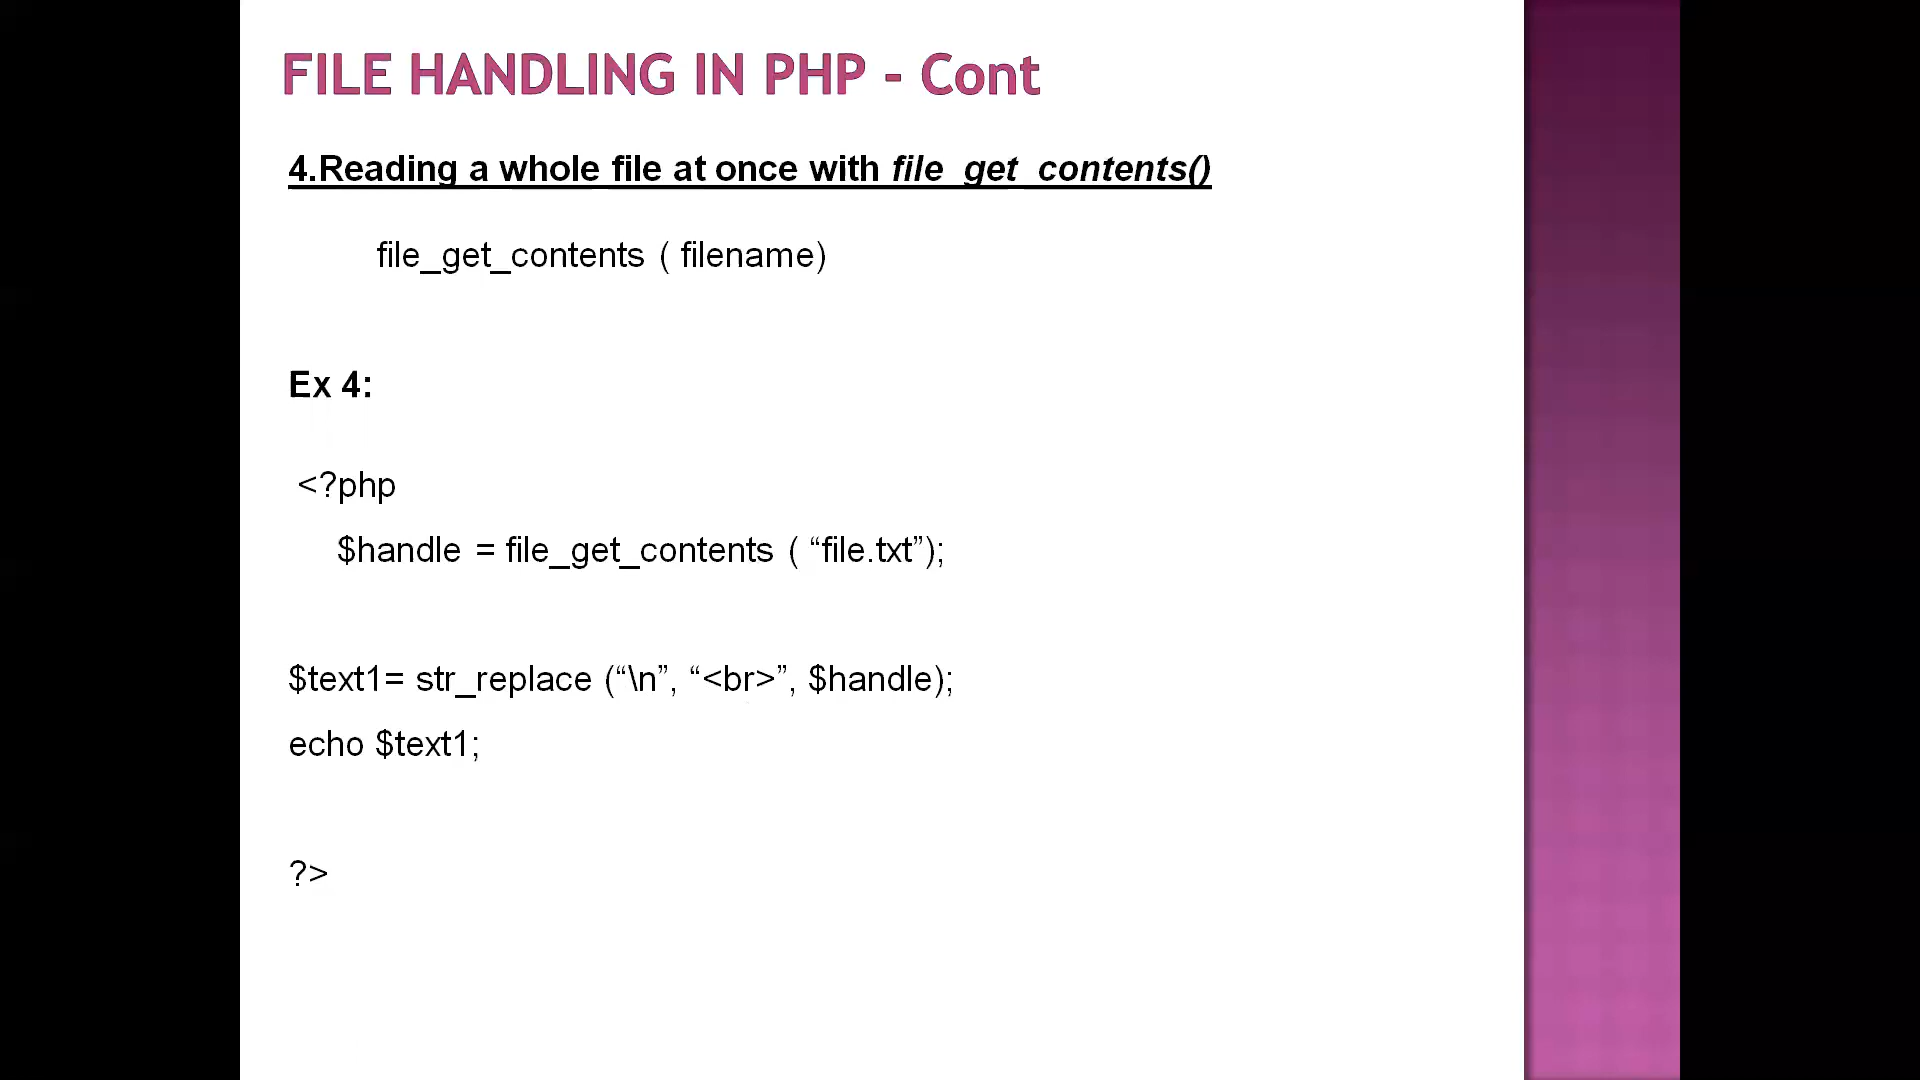 FILE HANDLING IN PHP - Cont
4.Reading a whole file at once with file_get_contents()
file_get_contents ( filename)
Ex 4:
<?php
$handle = file_get_contents ( “file.txt”);
$text1= str_replace (“\n”, “<br>”, $handle);
echo $text1;
?>